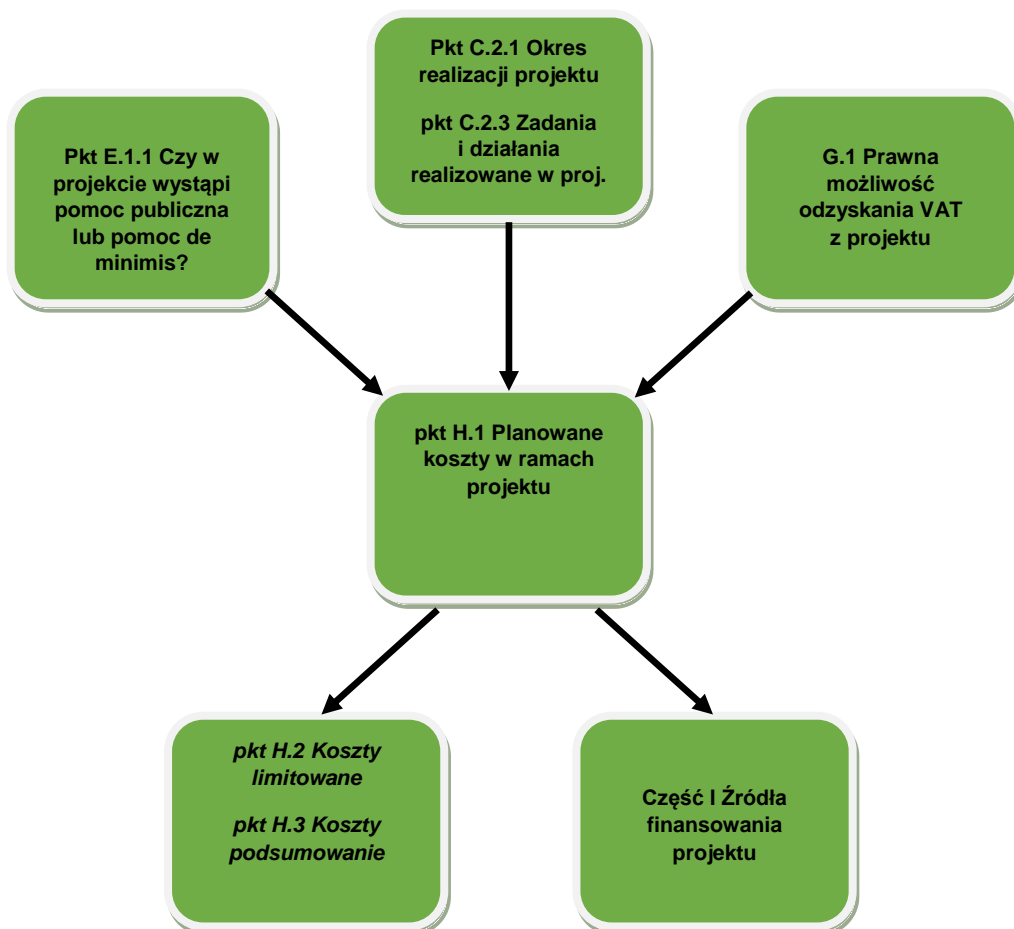 Pkt C.2.1 Okres
realizacji projektu
pkt C.2.3 Zadania
i działania
realizowane w proj.
Pkt E.1.1 Czy w
projekcie wystąpi
pomoc publiczna
lub pomoc de
minimis?
G.1 Prawna
możliwość
odzyskania VAT
z projektu
pkt H.1 Planowane
koszty w ramach
projektu
pkt H.2 Koszty
limitowane
pkt H.3 Koszty
podsumowanie
Część I Źródła
finansowania
projektu